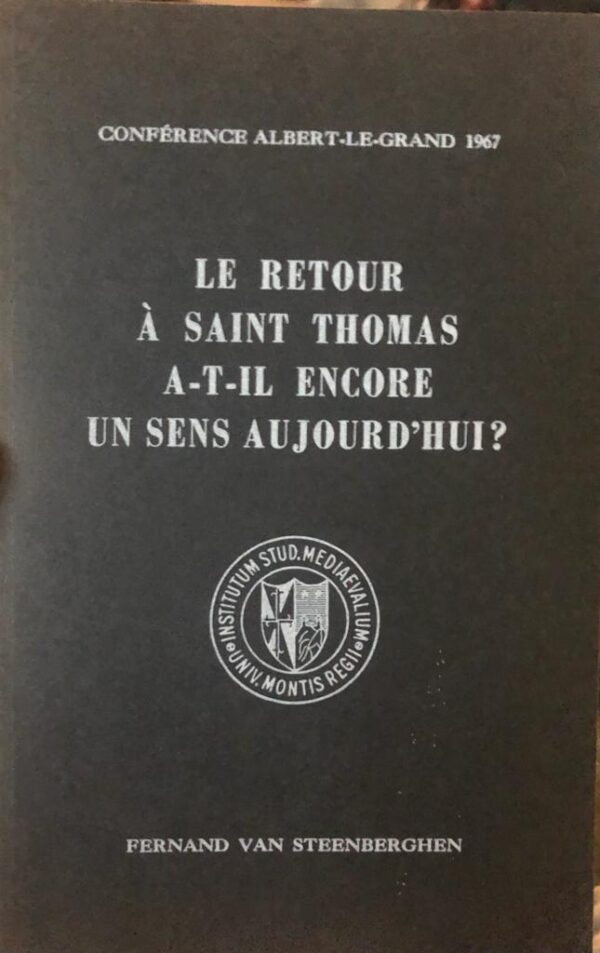 CONFÉRENCE ALBERT-LE-GRAND 1967
LE RETOUR
À SAINT THOMAS
A-T-IL ENCORE
UN SENS AUJOURD'HUI?
INSTITUTUM STUD. MEDIAEVALIUM
UNIV. MONTIS REGII
FERNAND VAN STEENBERGHEN